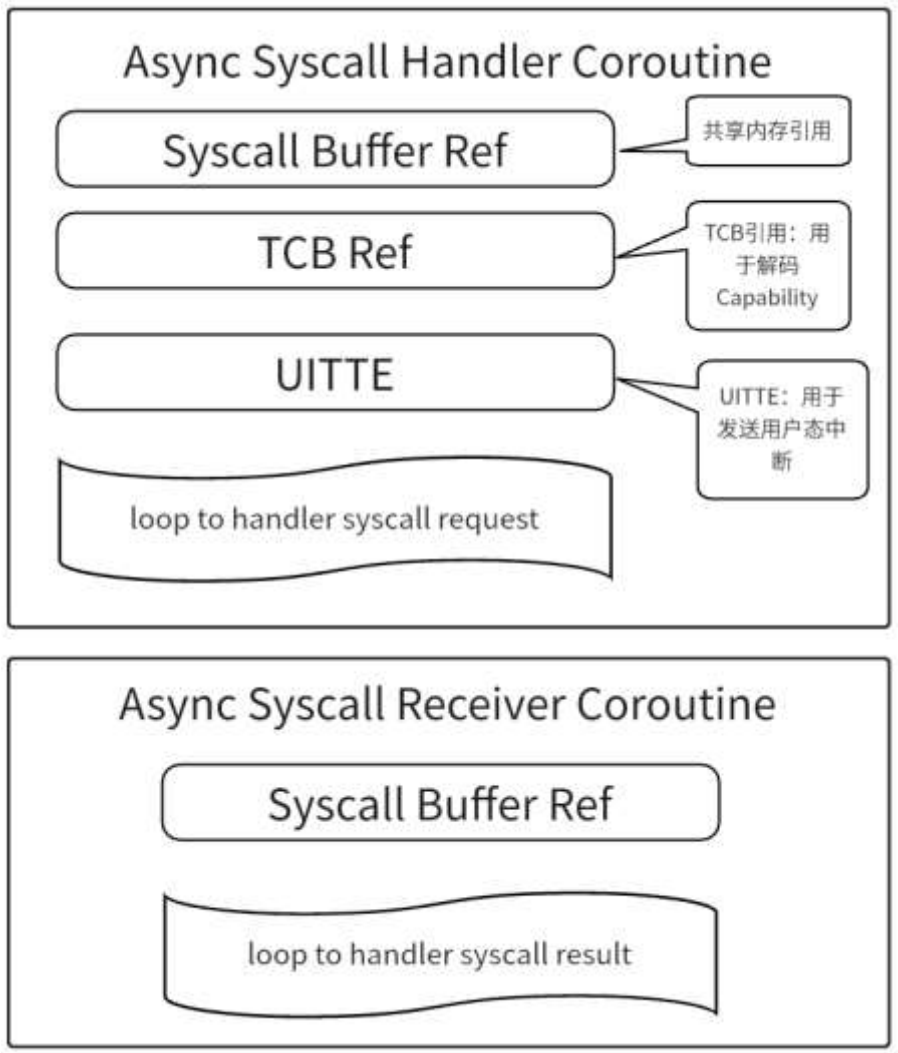 Async Syscall Handler Coroutine
Syscall Buffer Ref
共享内存引用
TCB Ref
TCB引用：用
于解码
Capability
UITTE
UITTE：用于
发送用户态中
断
loop to handler syscall request
Async Syscall Receiver Coroutine
Syscall Buffer Ref
loop to handler syscall result